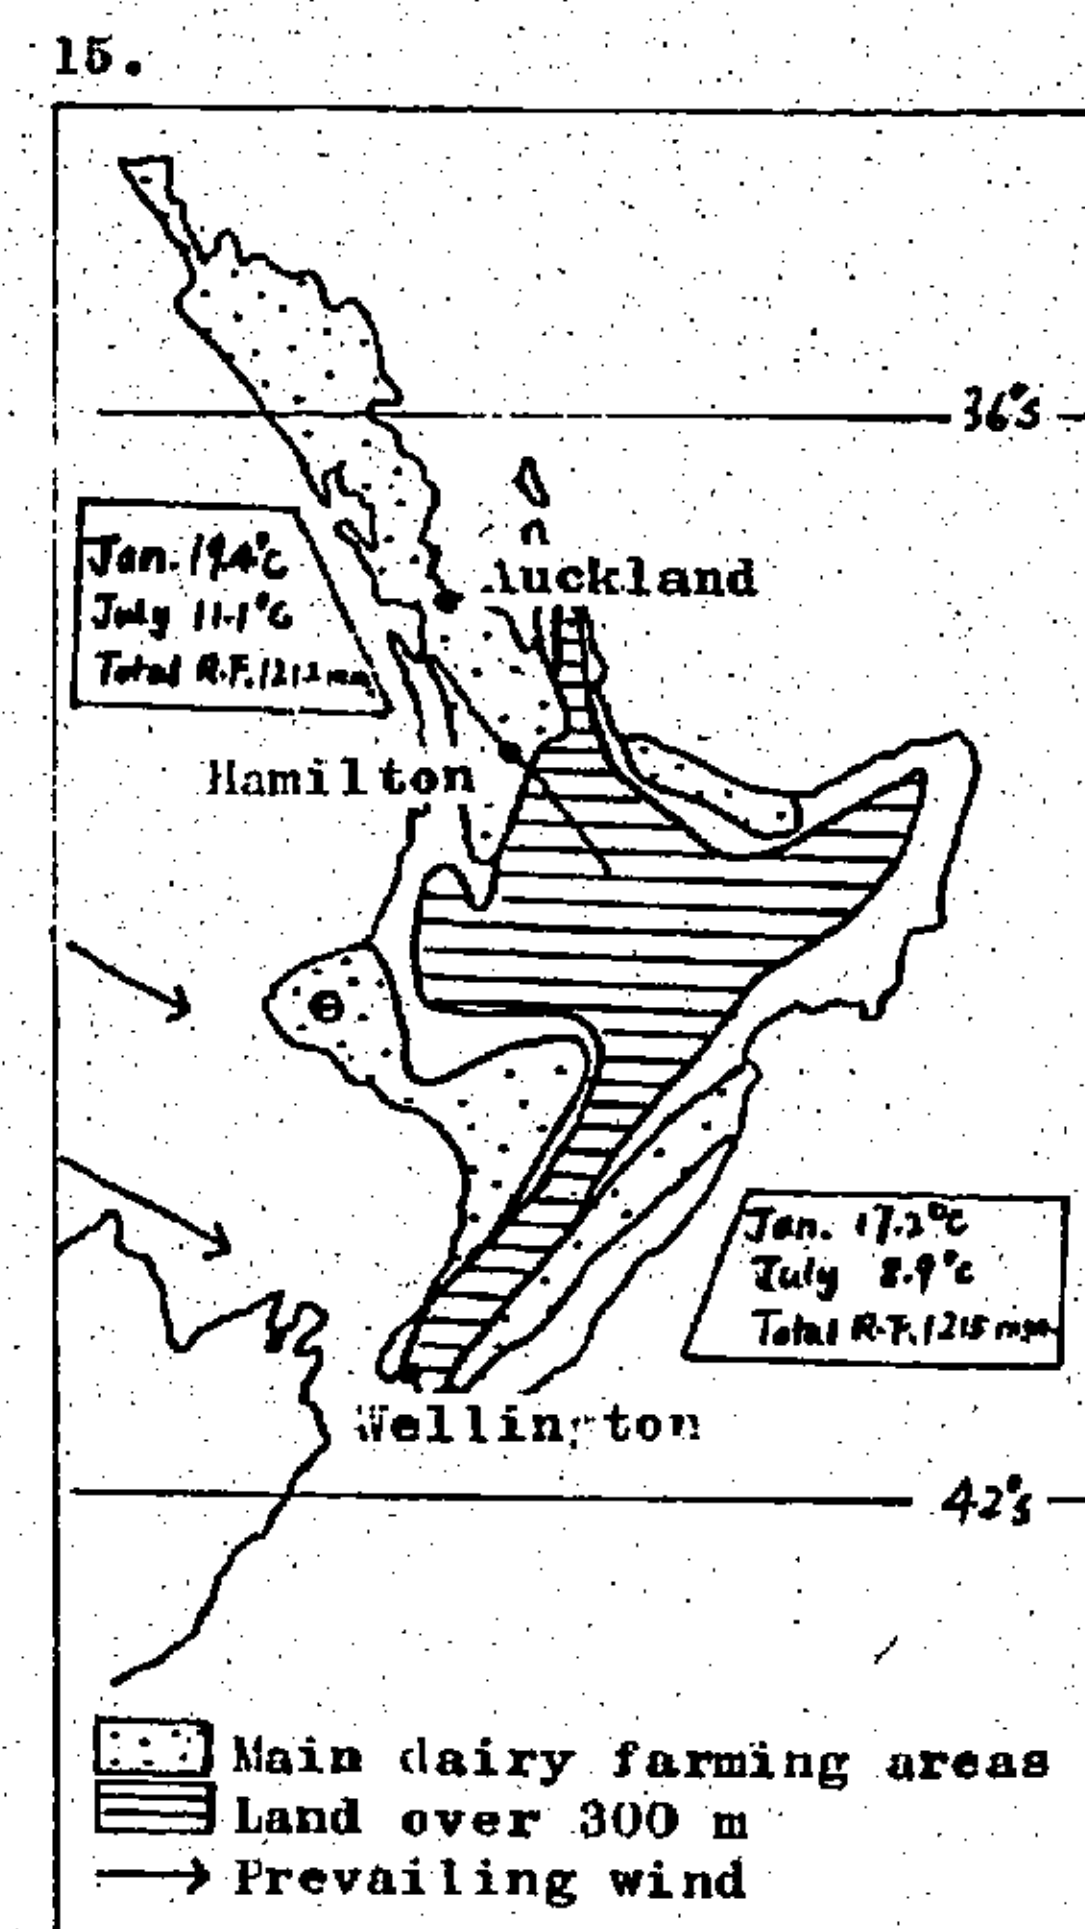 15.
36°S
Jan. 19.4°C
July 11.1°C
Total R.F. 1212 mm
Auckland
Hamilton
Jan. 17.2°C
July 8.9°C
Total R.F. 1215 mm
Wellington
42°S
Main dairy farming areas
Land over 300 m
Prevailing wind